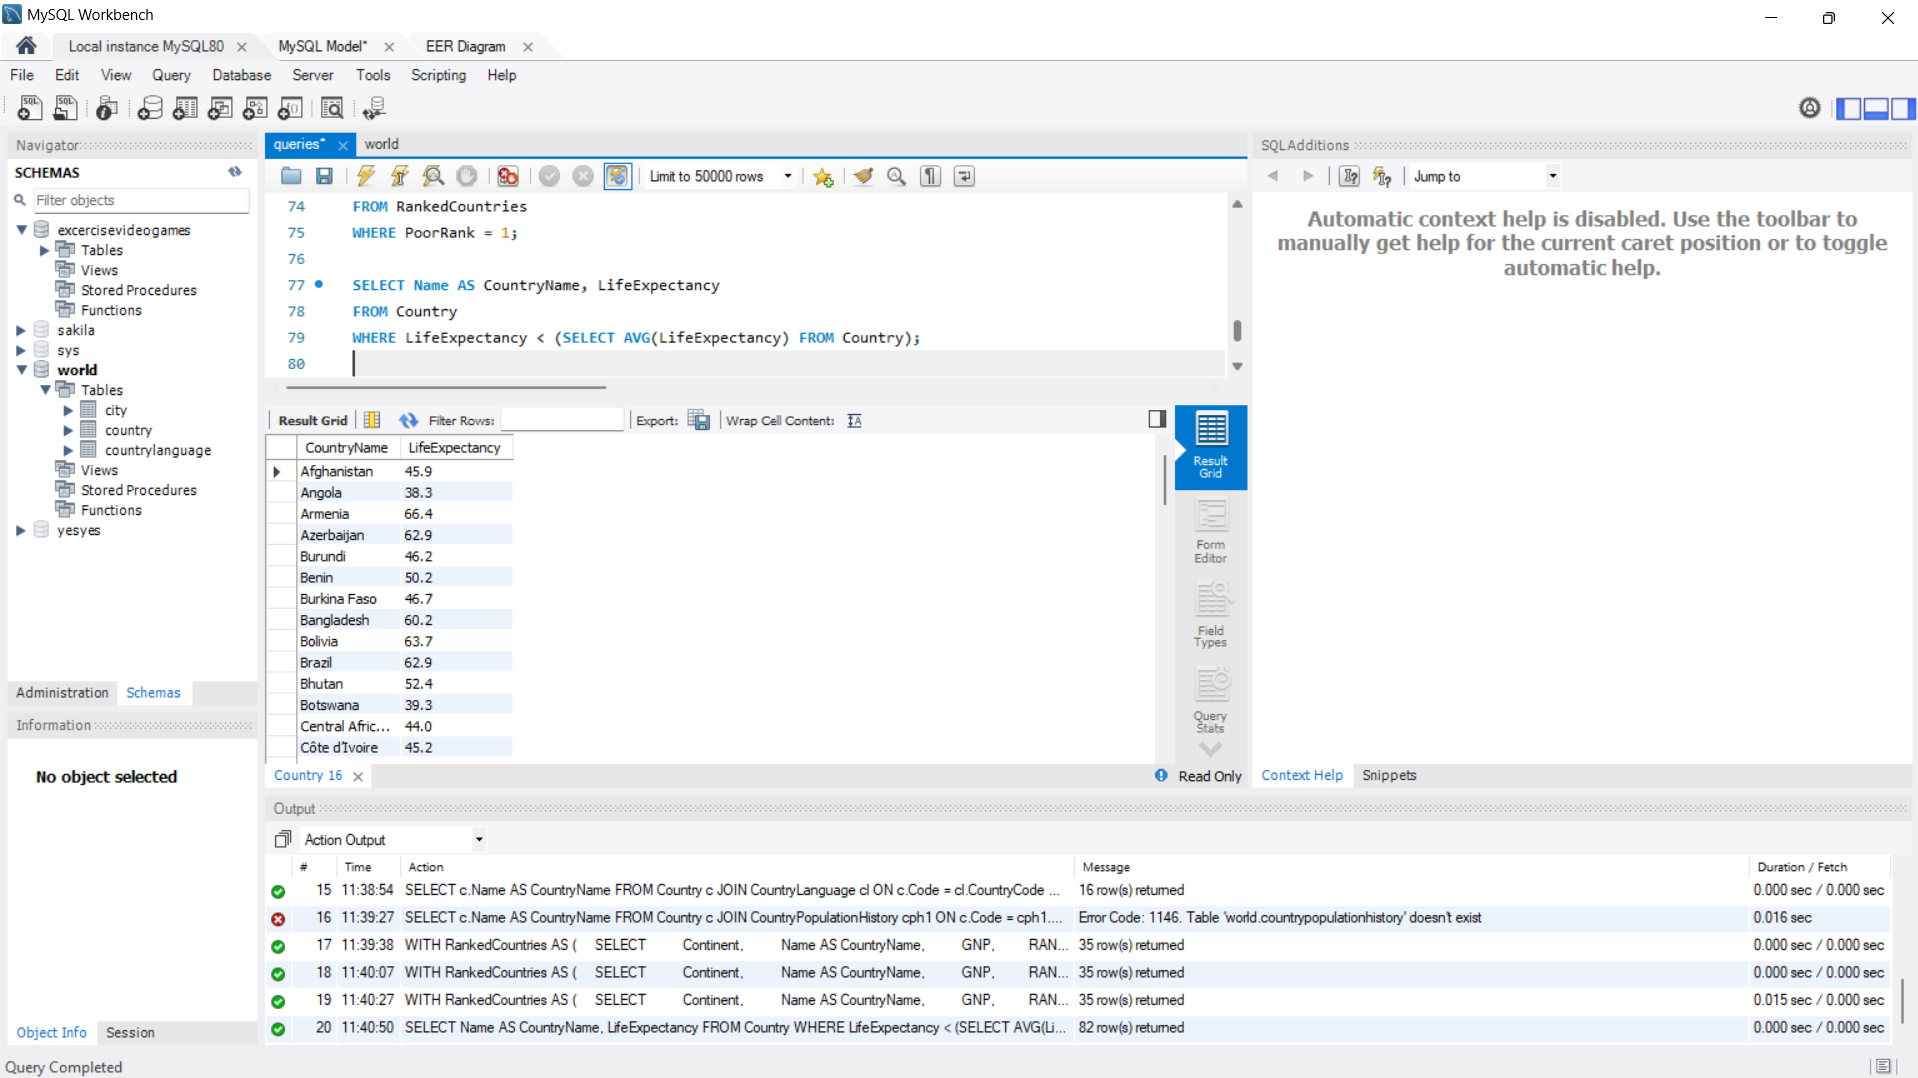 MySQL Workbench
Local instance MySQL80
MySQL Model*
EER Diagram
File Edit View Query Database Server Tools Scripting Help
Navigator
SCHEMAS
Filter objects
excercisevideogames
Tables
Views
Stored Procedures
Functions
sakila
sys
world
Tables
city
country
countrylanguage
Views
Stored Procedures
Functions
yesyes
Administration Schemas
Information
No object selected
Object Info Session
queries* world
Limit to 50000 rows
74 FROM RankedCountries
75 WHERE PoorRank = 1;
76
77 SELECT Name AS CountryName, LifeExpectancy
78 FROM Country
79 WHERE LifeExpectancy < (SELECT AVG(LifeExpectancy) FROM Country);
80
Result Grid Filter Rows: Export: Wrap Cell Content:
CountryName LifeExpectancy
Afghanistan 45.9
Angola 38.3
Armenia 66.4
Azerbaijan 62.9
Burundi 46.2
Benin 50.2
Burkina Faso 46.7
Bangladesh 60.2
Bolivia 63.7
Brazil 62.9
Bhutan 52.4
Botswana 39.3
Central Afric... 44.0
Côte d'Ivoire 45.2
Result
Grid
Form
Editor
Field
Types
Query
Stats
Country 16
Read Only
SQLAdditions
Jump to
Automatic context help is disabled. Use the toolbar to
manually get help for the current caret position or to toggle
automatic help.
Context Help Snippets
Output
Action Output
# Time Action Message Duration / Fetch
15 11:38:54 SELECT c.Name AS CountryName FROM Country c JOIN CountryLanguage cl ON c.Code = cl.CountryCode ... 16 row(s) returned 0.000 sec / 0.000 sec
16 11:39:27 SELECT c.Name AS CountryName FROM Country c JOIN CountryPopulationHistory cph1 ON c.Code = cph1.... Error Code: 1146. Table 'world.countrypopulationhistory' doesn't exist 0.016 sec
17 11:39:38 WITH RankedCountries AS ( SELECT Continent, Name AS CountryName, GNP, RAN... 35 row(s) returned 0.000 sec / 0.000 sec
18 11:40:07 WITH RankedCountries AS ( SELECT Continent, Name AS CountryName, GNP, RAN... 35 row(s) returned 0.000 sec / 0.000 sec
19 11:40:27 WITH RankedCountries AS ( SELECT Continent, Name AS CountryName, GNP, RAN... 35 row(s) returned 0.015 sec / 0.000 sec
20 11:40:50 SELECT Name AS CountryName, LifeExpectancy FROM Country WHERE LifeExpectancy < (SELECT AVG(Li... 82 row(s) returned 0.000 sec / 0.000 sec
Query Completed